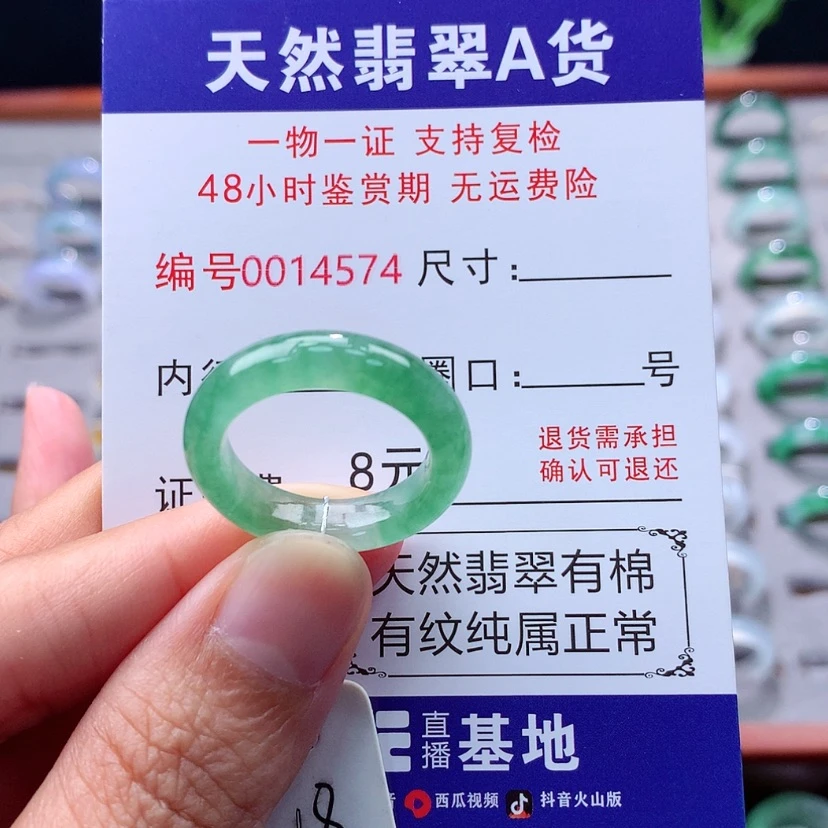 天然翡翠A货
一物一证 支持复检
48小时鉴赏期 无运费险
编号0014574 尺寸:
内 圈口: 号
退货需承担
确认可退还
证 费 8元
天然翡翠有棉
有纹纯属正常
直播基地
西瓜视频 抖音火山版
8